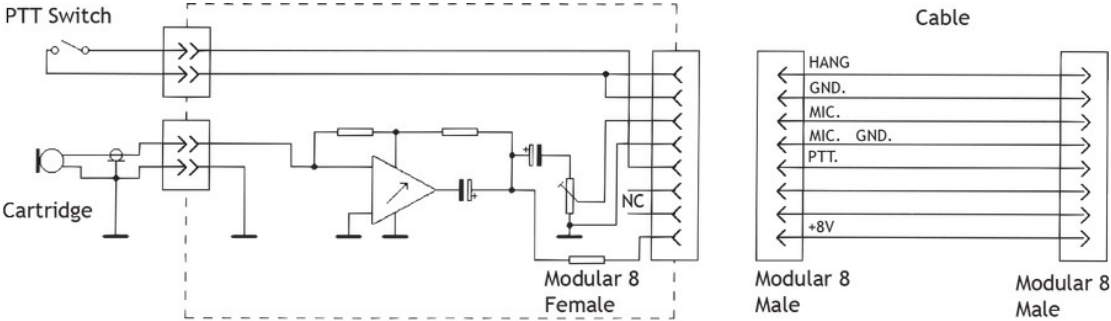 PTT Switch
Cable
HANG
GND.
MIC.
MIC. GND.
PTT.
+8V
Cartridge
NC
Modular 8
Female
Modular 8
Male
Modular 8
Male